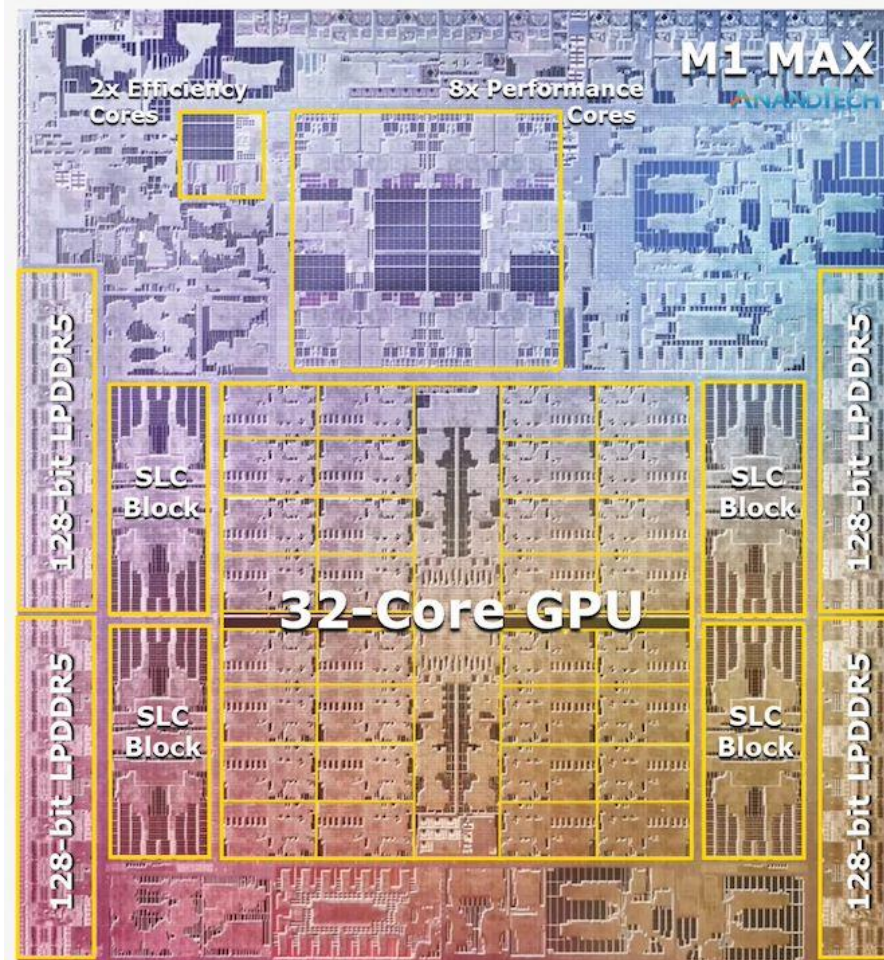 M1 MAX
ANANDTECH
2x Efficiency
Cores
8x Performance
Cores
128-bit LPDDR5
128-bit LPDDR5
SLC
Block
SLC
Block
128-bit LPDDR5
SLC
Block
SLC
Block
128-bit LPDDR5
32-Core GPU